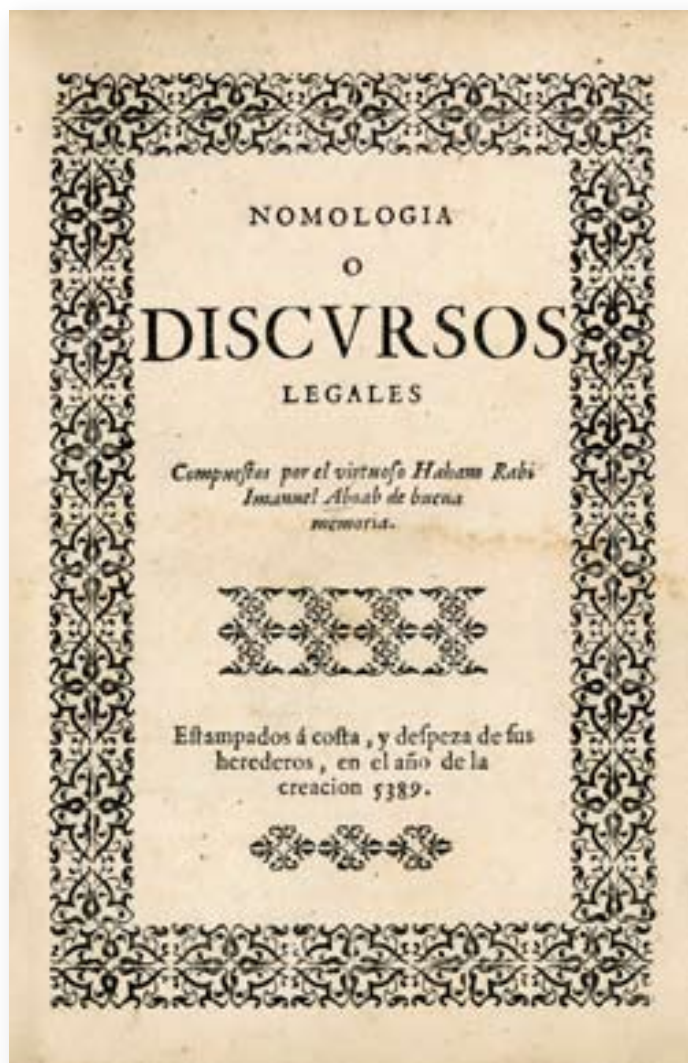 NOMOLOGIA
O
DISCVRSOS
LEGALES
Compueſtos por el virtuoſo Haham Rabi
Imanuel Aboab de buena
memoria.
Eſtampados á coſta , y deſpeza de ſus
herederos , en el año de la
creacion 5389.